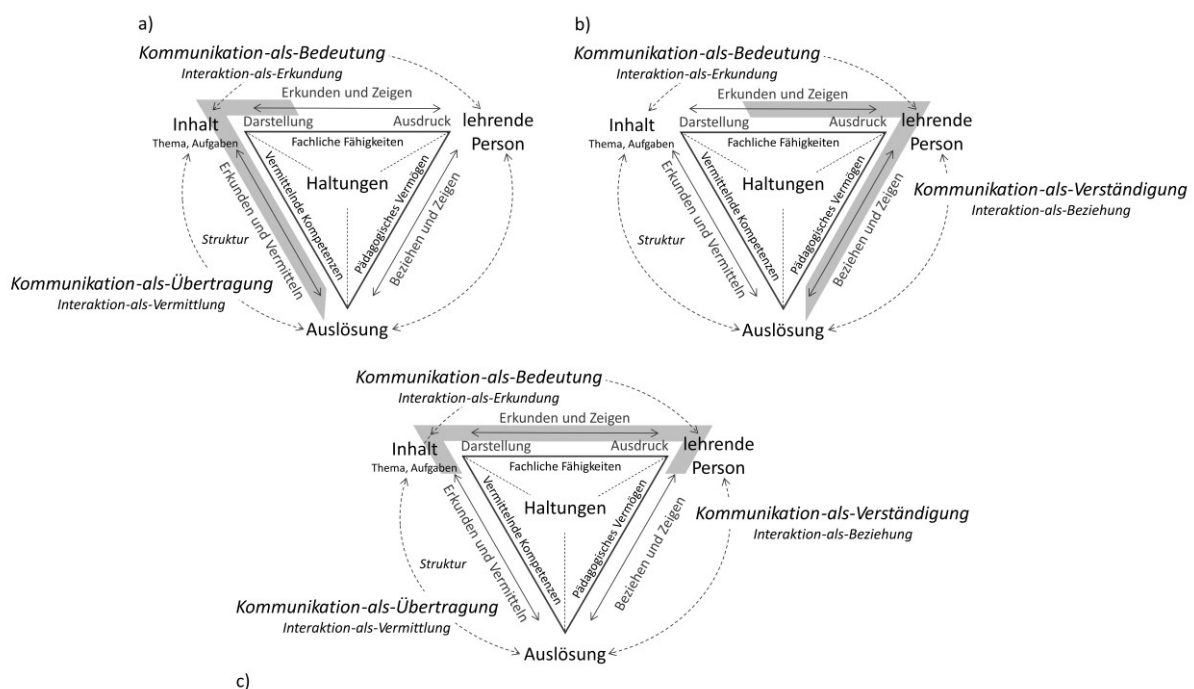 a)
Kommunikation-als-Bedeutung
Interaktion-als-Erkundung
Erkunden und Zeigen
Inhalt
Thema, Aufgaben
Darstellung
Ausdruck
lehrende
Person
Fachliche Fähigkeiten
Haltungen
Vermittelnde Kompetenzen
Pädagogisches Vermögen
Erkunden und Vermitteln
Beziehen und Zeigen
Struktur
Kommunikation-als-Übertragung
Interaktion-als-Vermittlung
Auslösung
b)
Kommunikation-als-Bedeutung
Interaktion-als-Erkundung
Erkunden und Zeigen
Inhalt
Thema, Aufgaben
Darstellung
Ausdruck
lehrende
Person
Fachliche Fähigkeiten
Haltungen
Vermittelnde Kompetenzen
Pädagogisches Vermögen
Erkunden und Vermitteln
Beziehen und Zeigen
Kommunikation-als-Verständigung
Interaktion-als-Beziehung
Struktur
Auslösung
Kommunikation-als-Bedeutung
Interaktion-als-Erkundung
Erkunden und Zeigen
Inhalt
Thema, Aufgaben
Darstellung
Ausdruck
lehrende
Person
Fachliche Fähigkeiten
Haltungen
Vermittelnde Kompetenzen
Pädagogisches Vermögen
Erkunden und Vermitteln
Beziehen und Zeigen
Kommunikation-als-Verständigung
Interaktion-als-Beziehung
Struktur
Kommunikation-als-Übertragung
Interaktion-als-Vermittlung
Auslösung
c)